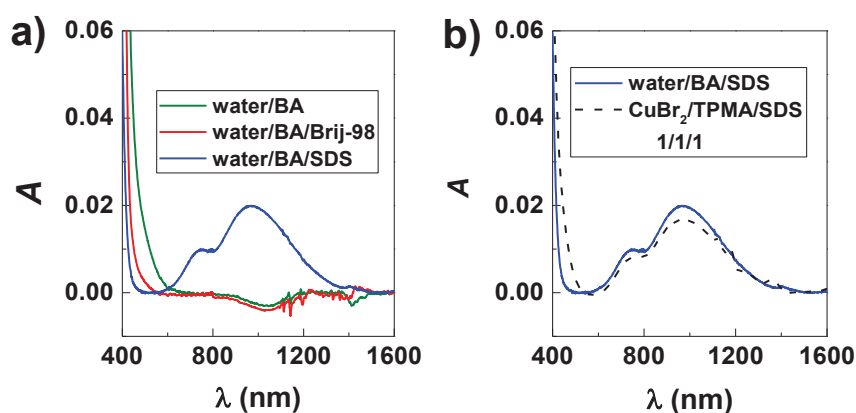 a)
0.06
0.04
0.02
0.00
A
water/BA
water/BA/Brij-98
water/BA/SDS
400 800 1200 1600
λ (nm)
b)
0.06
0.04
0.02
0.00
A
water/BA/SDS
CuBr₂/TPMA/SDS
1/1/1
400 800 1200 1600
λ (nm)